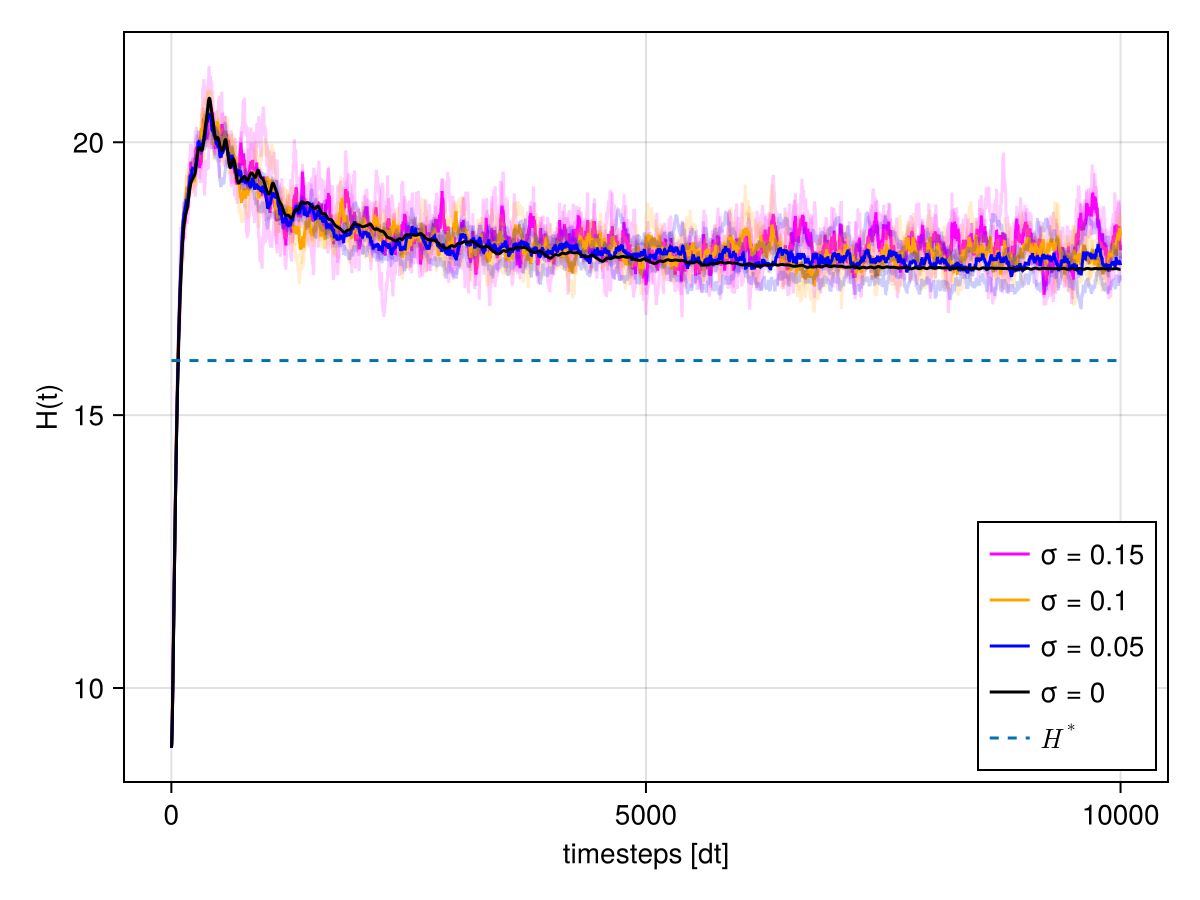 20
15
10
H(t)
σ = 0.15
σ = 0.1
σ = 0.05
σ = 0
H*
0 5000 10000
timesteps [dt]